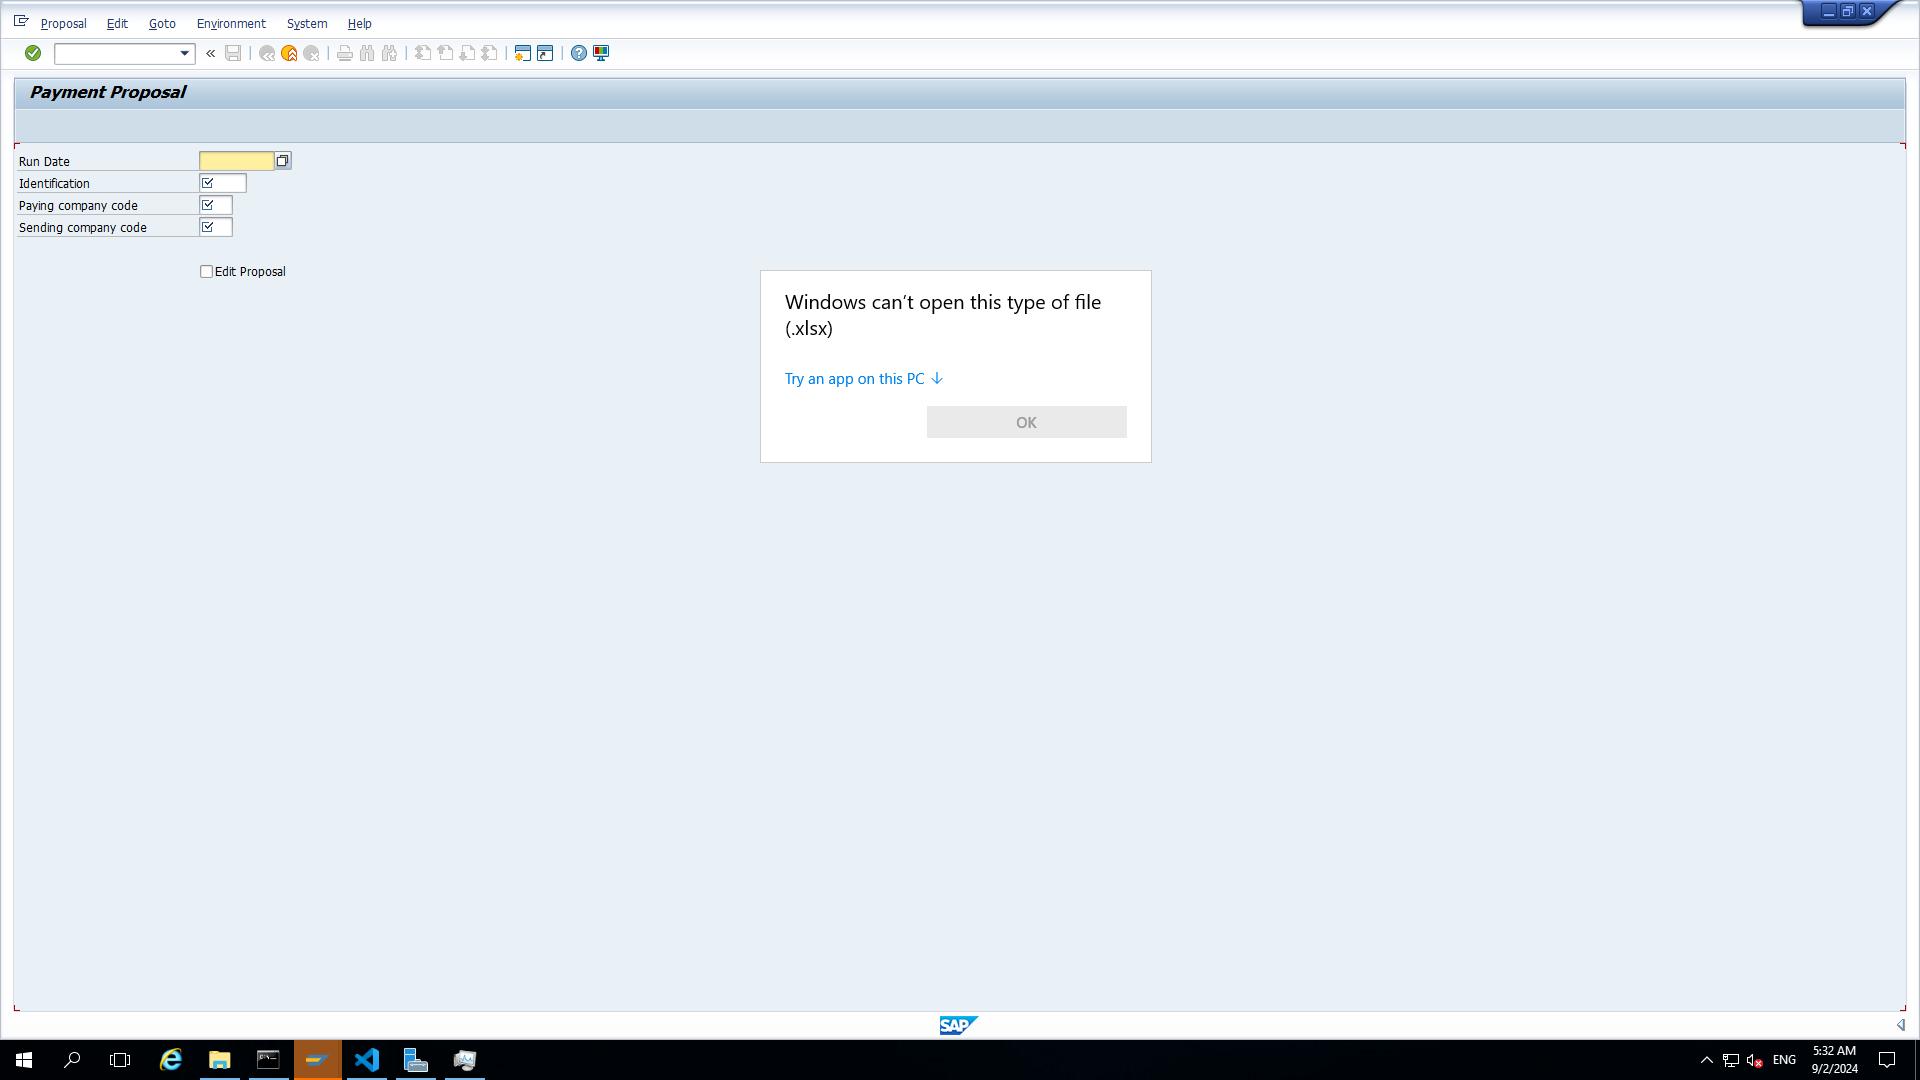 Proposal Edit Goto Environment System Help
Payment Proposal
Run Date
Identification
Paying company code
Sending company code
Edit Proposal
Windows can't open this type of file
(.xlsx)
Try an app on this PC
OK
SAP
ENG
5:32 AM
9/2/2024